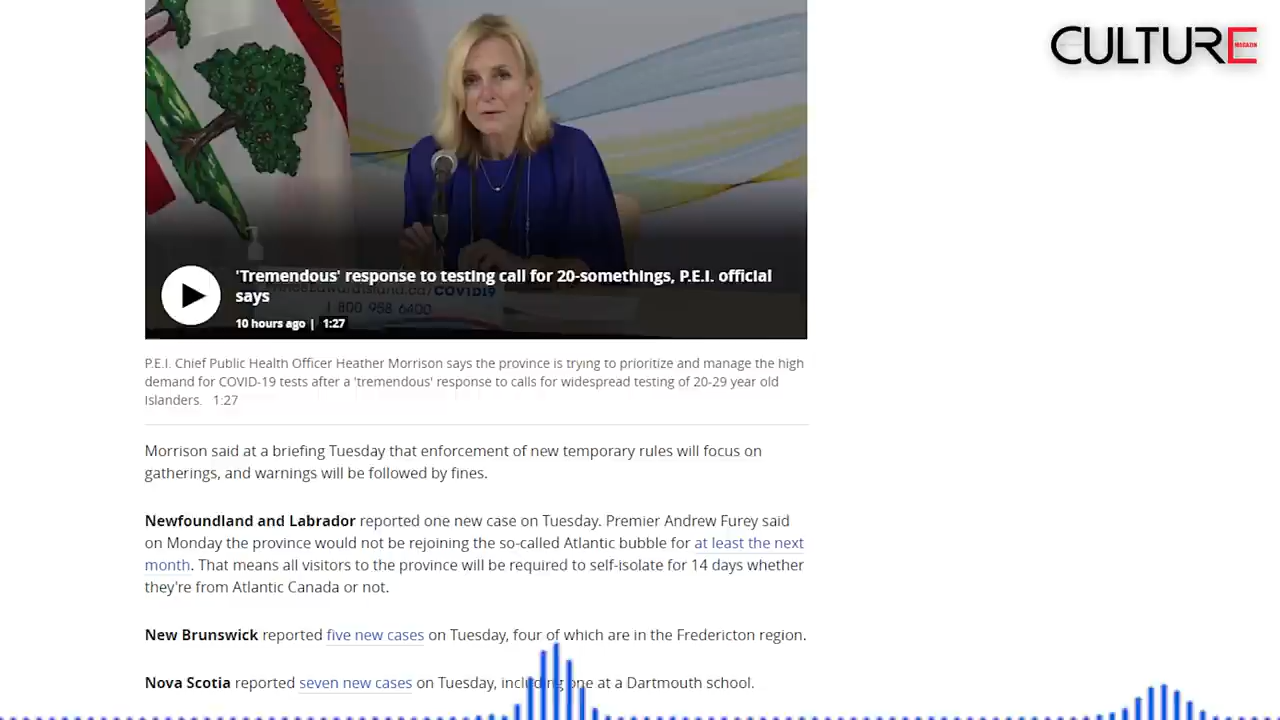 CULTURE
MAGAZIN
'Tremendous' response to testing call for 20-somethings, P.E.I. official
says
COVID19
1 800 958 6400
10 hours ago | 1:27
P.E.I. Chief Public Health Officer Heather Morrison says the province is trying to prioritize and manage the high
demand for COVID-19 tests after a 'tremendous' response to calls for widespread testing of 20-29 year old
Islanders. 1:27
Morrison said at a briefing Tuesday that enforcement of new temporary rules will focus on
gatherings, and warnings will be followed by fines.
Newfoundland and Labrador reported one new case on Tuesday. Premier Andrew Furey said
on Monday the province would not be rejoining the so-called Atlantic bubble for at least the next
month. That means all visitors to the province will be required to self-isolate for 14 days whether
they're from Atlantic Canada or not.
New Brunswick reported five new cases on Tuesday, four of which are in the Fredericton region.
Nova Scotia reported seven new cases on Tuesday, including one at a Dartmouth school.